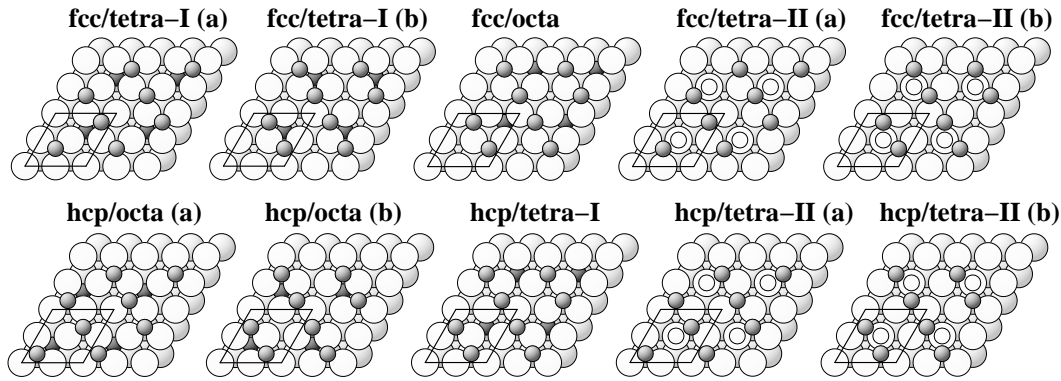 fcc/tetra−I (a) fcc/tetra−I (b) fcc/octa fcc/tetra−II (a) fcc/tetra−II (b)
hcp/octa (a) hcp/octa (b) hcp/tetra−I hcp/tetra−II (a) hcp/tetra−II (b)